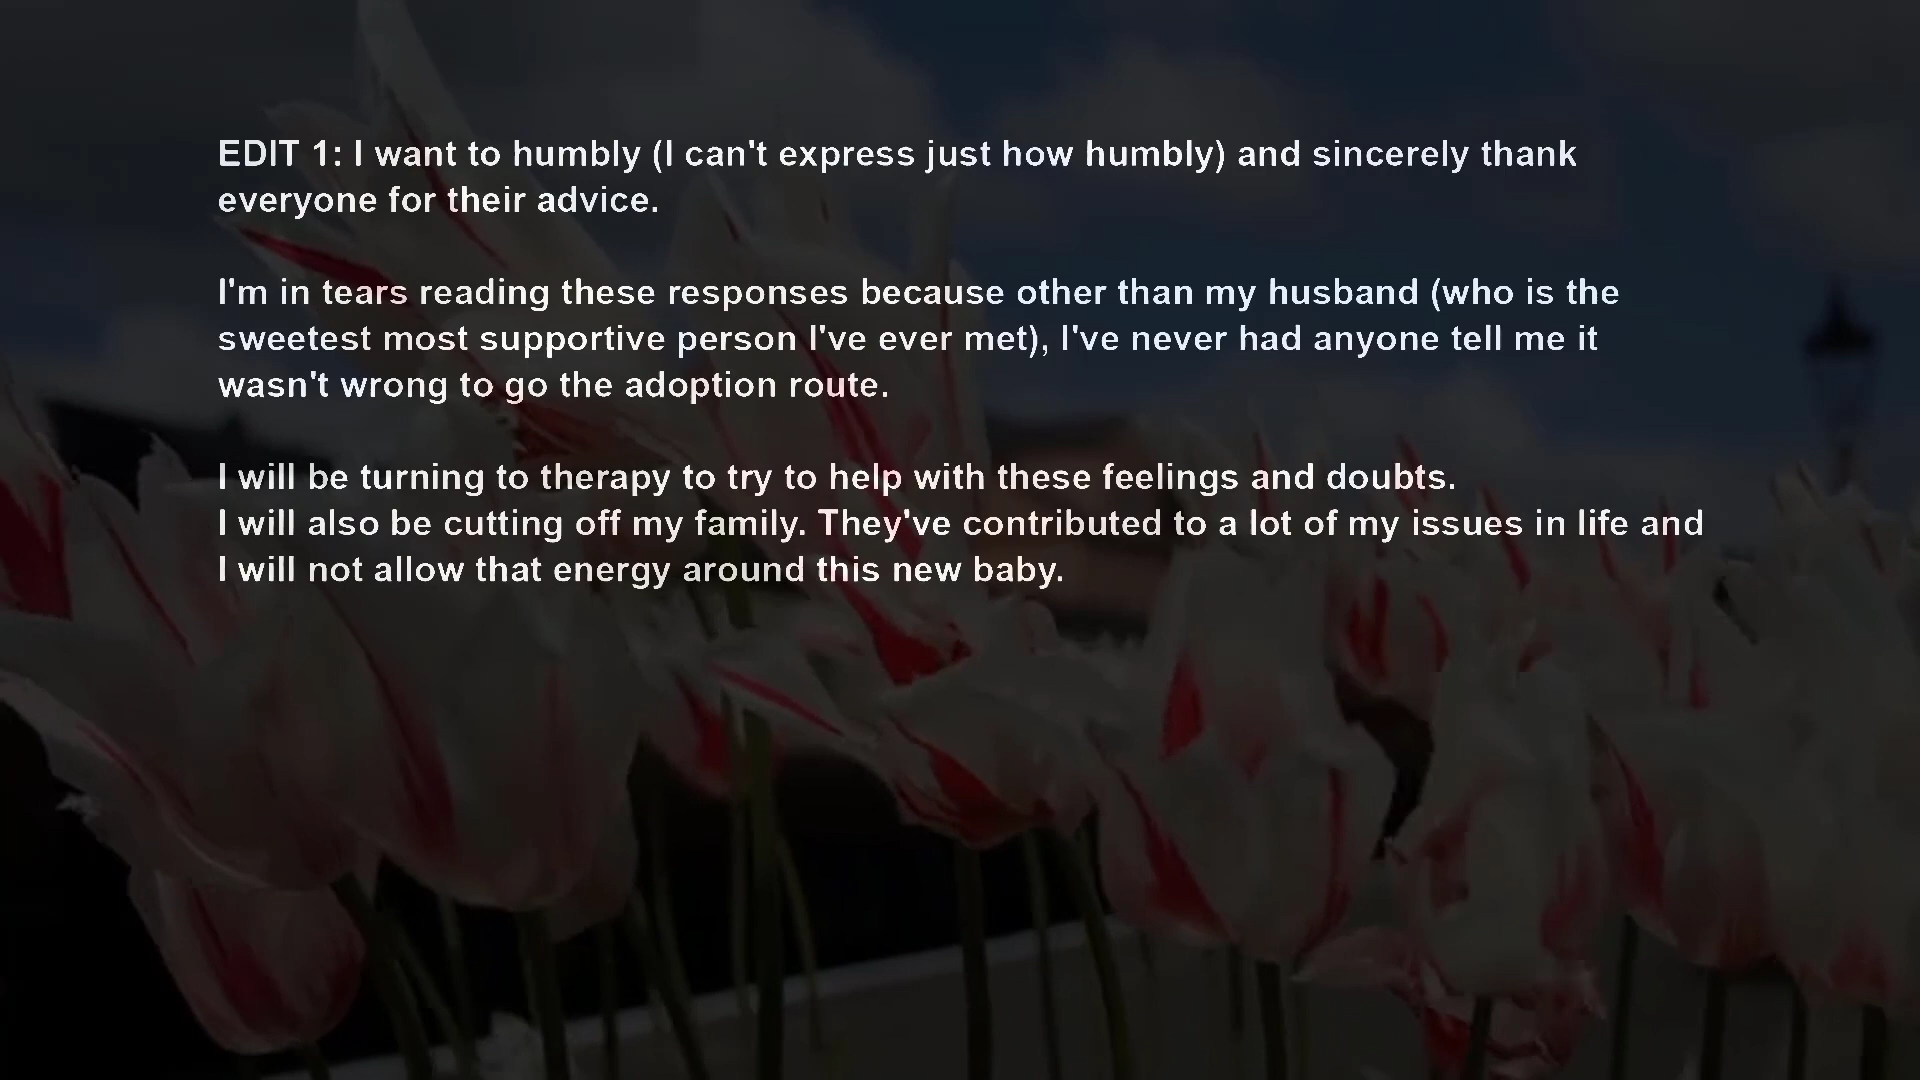 EDIT 1: I want to humbly (I can't express just how humbly) and sincerely thank
everyone for their advice.
I'm in tears reading these responses because other than my husband (who is the
sweetest most supportive person I've ever met), I've never had anyone tell me it
wasn't wrong to go the adoption route.
I will be turning to therapy to try to help with these feelings and doubts.
I will also be cutting off my family. They've contributed to a lot of my issues in life and
I will not allow that energy around this new baby.